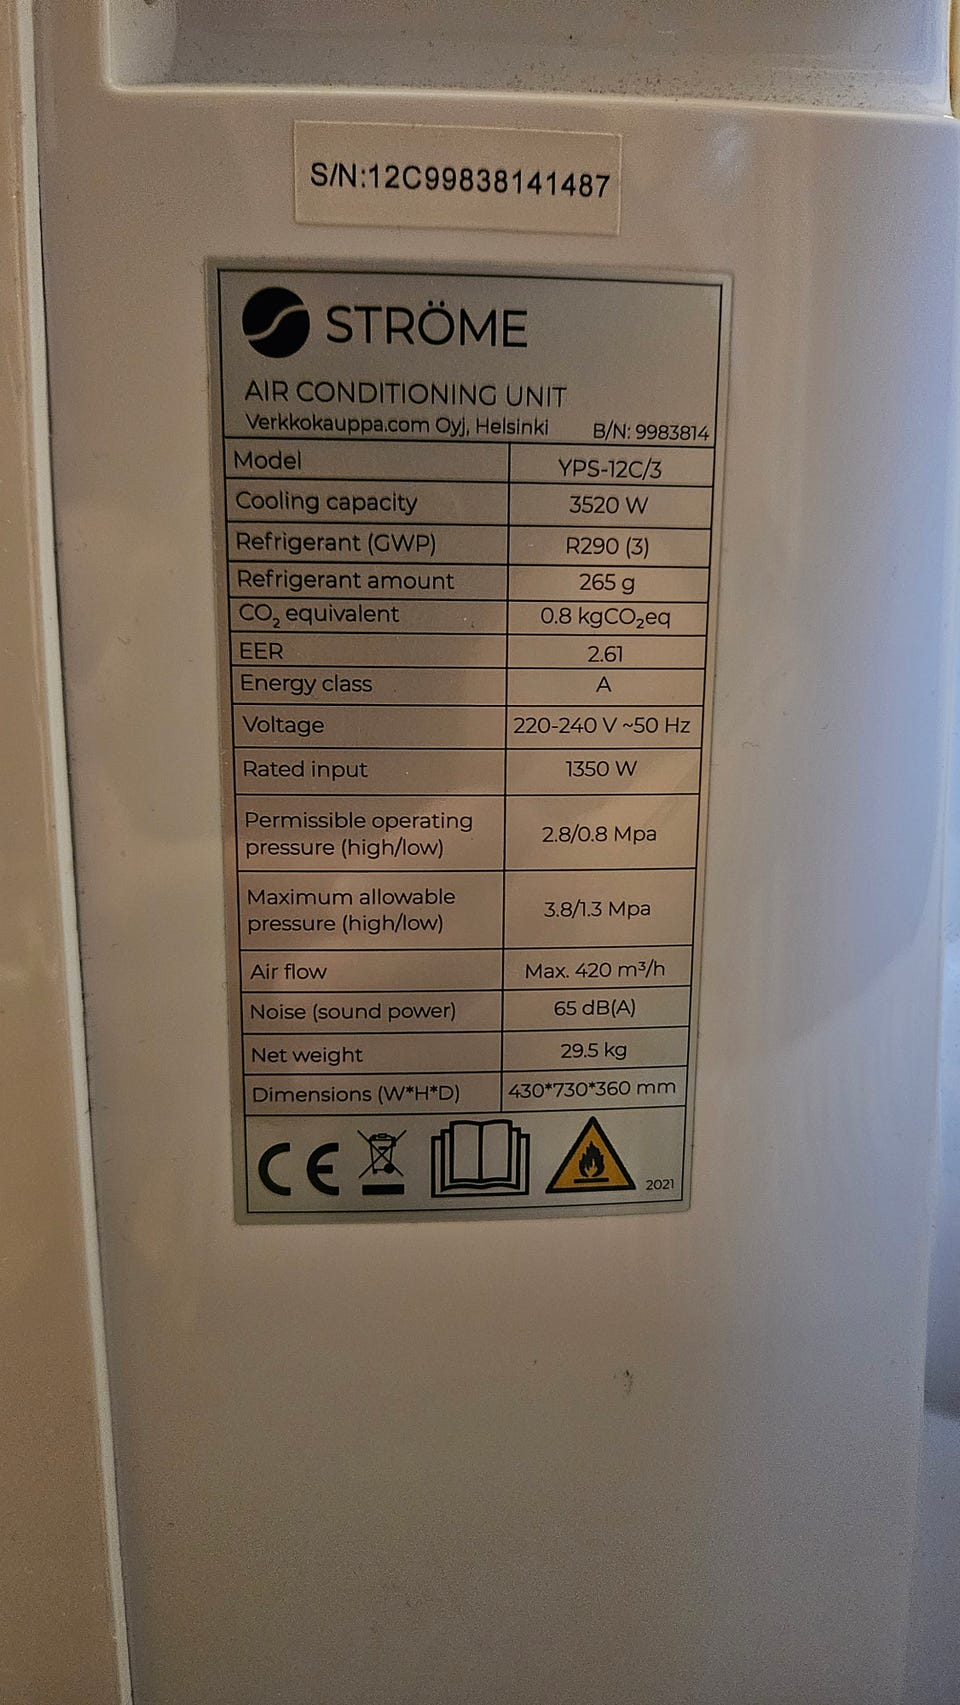 S/N:12C99838141487
STRÖME
AIR CONDITIONING UNIT
Verkkokauppa.com Oyj, Helsinki B/N: 9983814
Model YPS-12C/3
Cooling capacity 3520 W
Refrigerant (GWP) R290 (3)
Refrigerant amount 265 g
CO₂ equivalent 0.8 kgCO₂eq
EER 2.61
Energy class A
Voltage 220-240 V ~50 Hz
Rated input 1350 W
Permissible operating
pressure (high/low) 2.8/0.8 Mpa
Maximum allowable
pressure (high/low) 3.8/1.3 Mpa
Air flow Max. 420 m³/h
Noise (sound power) 65 dB(A)
Net weight 29.5 kg
Dimensions (W*H*D) 430*730*360 mm
CE 2021